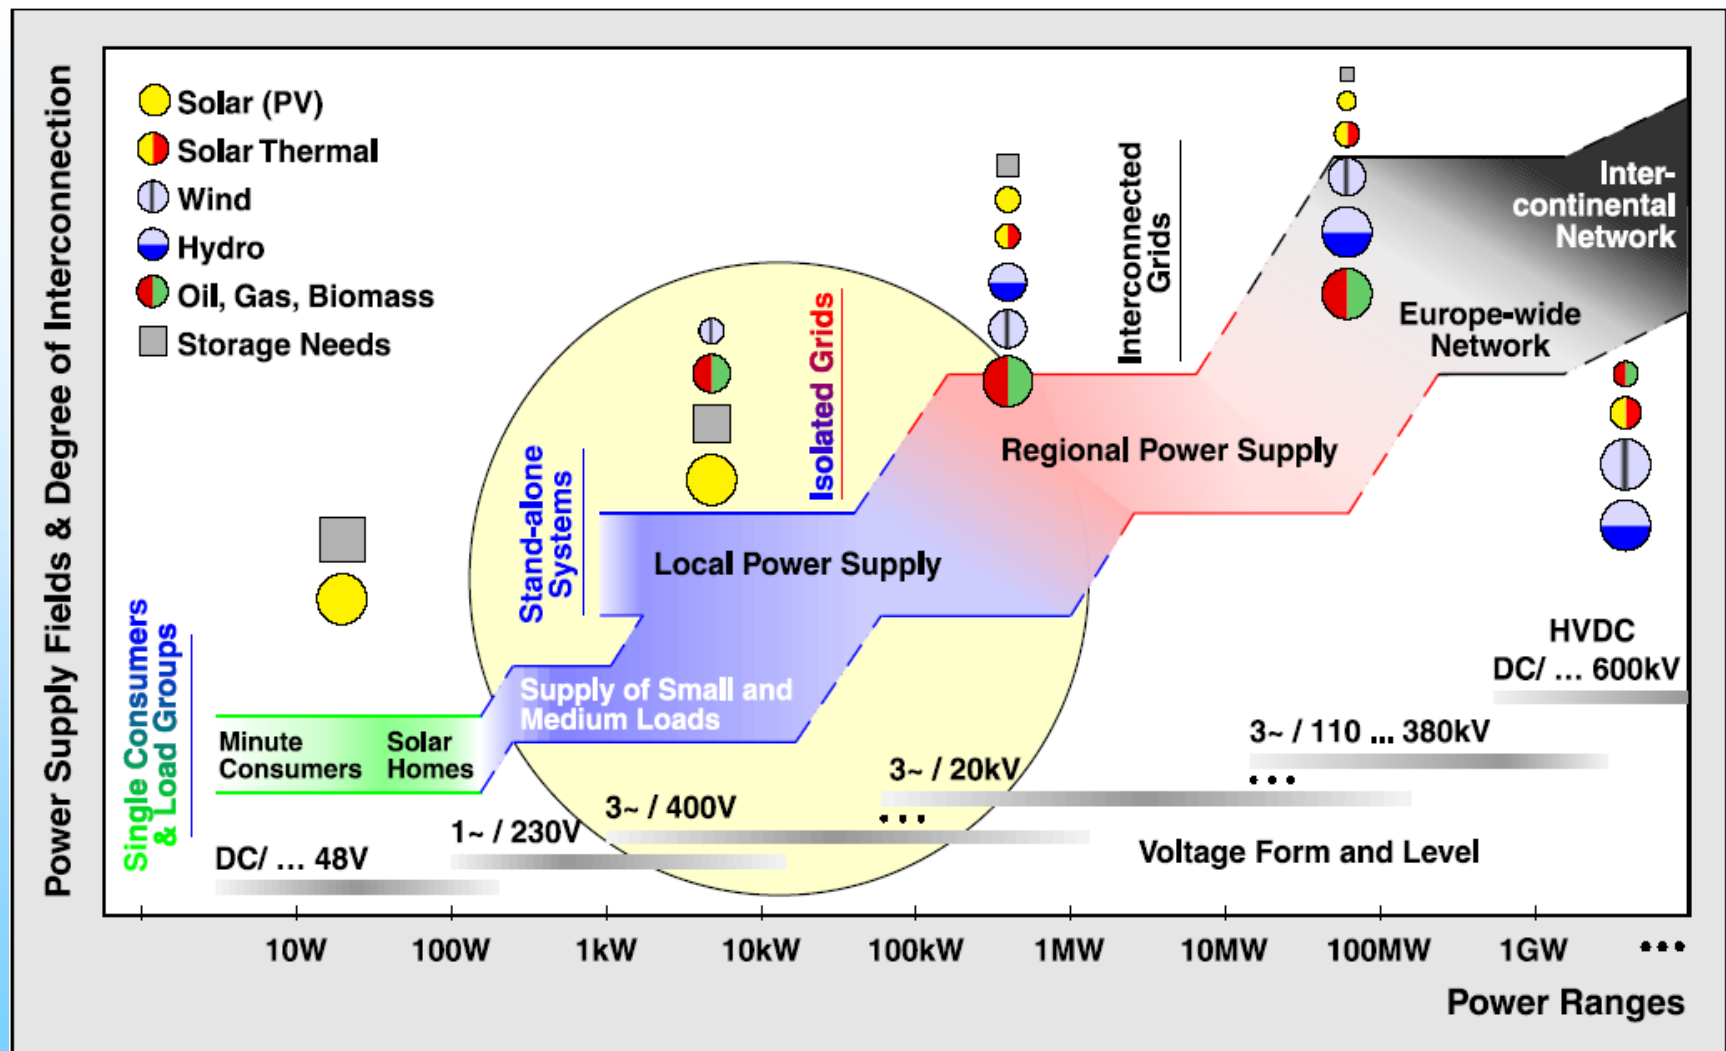 Power Supply Fields & Degree of Interconnection
Solar (PV)
Solar Thermal
Wind
Hydro
Oil, Gas, Biomass
Storage Needs
Single Consumers
& Load Groups
Stand-alone
Systems
Isolated Grids
Interconnected
Grids
Inter-
continental
Network
Europe-wide
Network
Regional Power Supply
Local Power Supply
Supply of Small and
Medium Loads
Minute
Consumers
Solar
Homes
HVDC
DC/ ... 600kV
3~ / 110 ... 380kV
3~ / 20kV
3~ / 400V
1~ / 230V
DC/ ... 48V
Voltage Form and Level
10W 100W 1kW 10kW 100kW 1MW 10MW 100MW 1GW •••
Power Ranges